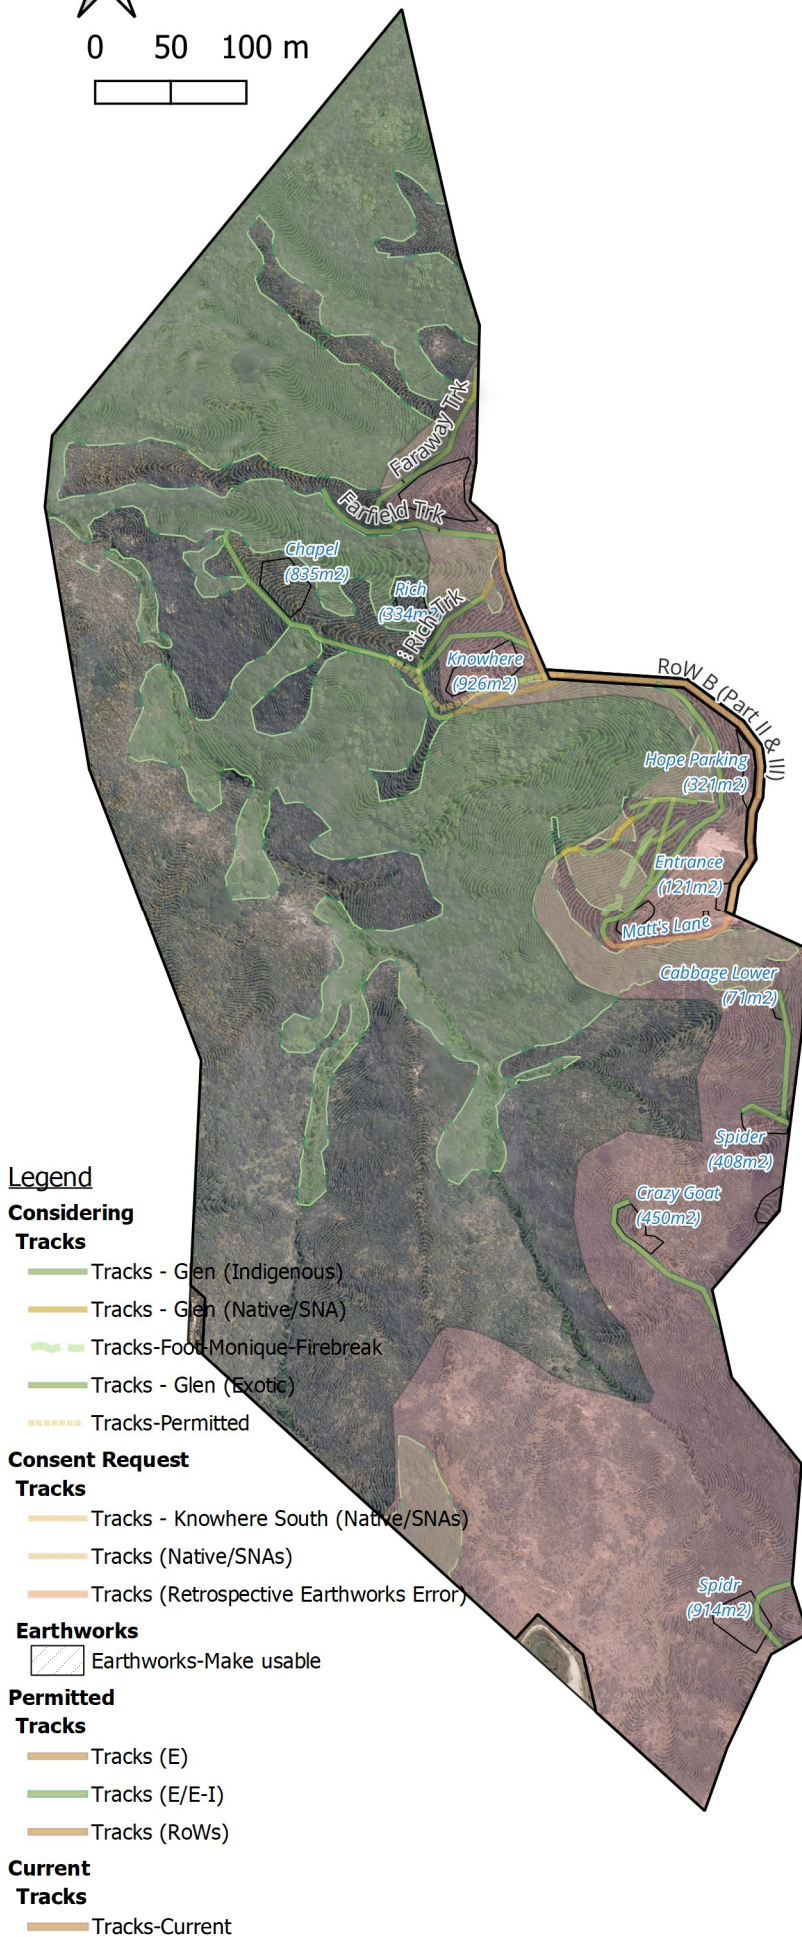 0 50 100 m
Faraway Trk
Farfield Trk
Chapel
(835m2)
Rich
(334m2)
Rich Trk
Knowhere
(926m2)
RoW B (Part II & III)
Hope Parking
(321m2)
Entrance
(121m2)
Matt's Lane
Cabbage Lower
(71m2)
Spider
(408m2)
Crazy Goat
(450m2)
Spidr
(914m2)
Legend
Considering
Tracks
Tracks - Glen (Indigenous)
Tracks - Glen (Native/SNA)
Tracks-Foot-Monique-Firebreak
Tracks - Glen (Exotic)
Tracks-Permitted
Consent Request
Tracks
Tracks - Knowhere South (Native/SNAs)
Tracks (Native/SNAs)
Tracks (Retrospective Earthworks Error)
Earthworks
Earthworks-Make usable
Permitted
Tracks
Tracks (E)
Tracks (E/E-I)
Tracks (RoWs)
Current
Tracks
Tracks-Current